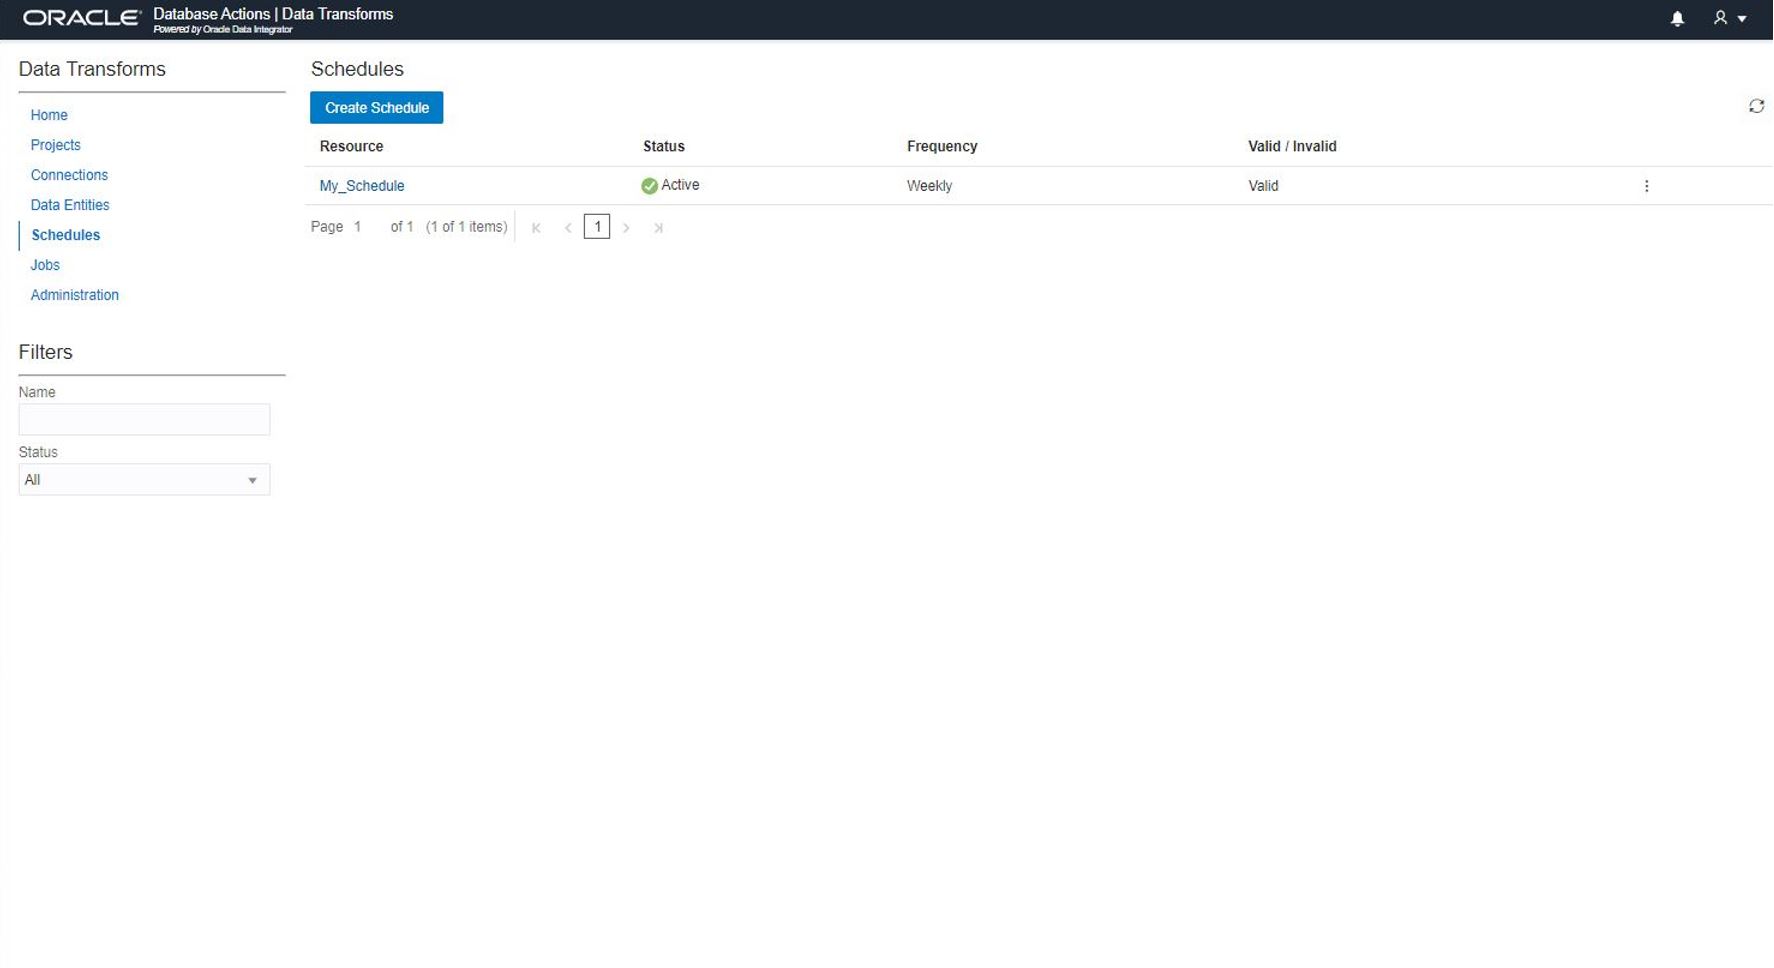 ORACLE Database Actions | Data Transforms
Powered by Oracle Data Integrator
Data Transforms
Home
Projects
Connections
Data Entities
Schedules
Jobs
Administration
Filters
Name
Status
All
Schedules
Create Schedule
Resource Status Frequency Valid / Invalid
My_Schedule Active Weekly Valid
Page 1 of 1 (1 of 1 items) 1